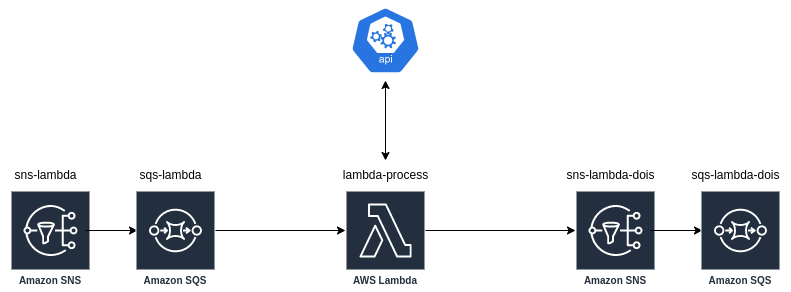 api
sns-lambda
sqs-lambda
lambda-process
sns-lambda-dois
sqs-lambda-dois
Amazon SNS
Amazon SQS
AWS Lambda
Amazon SNS
Amazon SQS